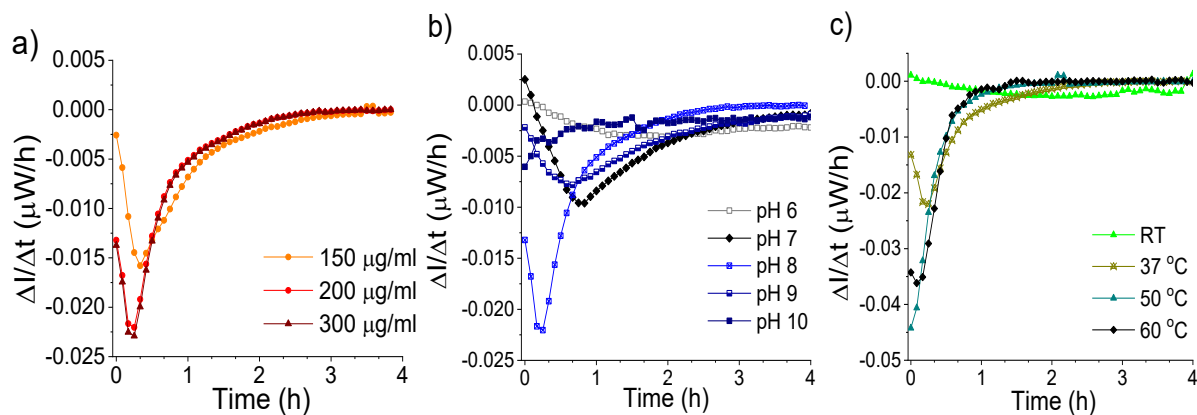 a)
0.005
0.000
-0.005
-0.010
-0.015
-0.020
-0.025
ΔI/Δt (μW/h)
0 1 2 3 4
Time (h)
150 μg/ml
200 μg/ml
300 μg/ml
b)
0.005
0.000
-0.005
-0.010
-0.015
-0.020
-0.025
ΔI/Δt (μW/h)
0 1 2 3 4
Time (h)
pH 6
pH 7
pH 8
pH 9
pH 10
c)
0.00
-0.01
-0.02
-0.03
-0.04
-0.05
ΔI/Δt (μW/h)
0 1 2 3 4
Time (h)
RT
37 °C
50 °C
60 °C